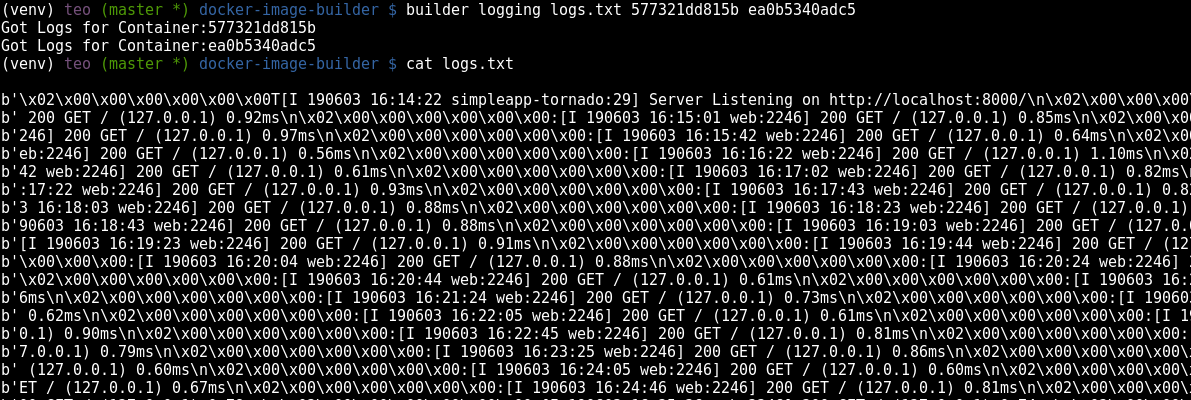 (venv) teo (master *) docker-image-builder $ builder logging logs.txt 577321dd815b ea0b5340adc5
Got Logs for Container:577321dd815b
Got Logs for Container:ea0b5340adc5
(venv) teo (master *) docker-image-builder $ cat logs.txt
b'\x02\x00\x00\x00\x00\x00\x00T[I 190603 16:14:22 simpleapp-tornado:29] Server Listening on http://localhost:8000/\n\x02\x00\x00\x00
b' 200 GET / (127.0.0.1) 0.92ms\n\x02\x00\x00\x00\x00\x00\x00:[I 190603 16:15:01 web:2246] 200 GET / (127.0.0.1) 0.85ms\n\x02\x00
b'246] 200 GET / (127.0.0.1) 0.97ms\n\x02\x00\x00\x00\x00\x00\x00:[I 190603 16:15:42 web:2246] 200 GET / (127.0.0.1) 0.64ms\n\x02\x0
b'eb:2246] 200 GET / (127.0.0.1) 0.56ms\n\x02\x00\x00\x00\x00\x00\x00:[I 190603 16:16:22 web:2246] 200 GET / (127.0.0.1) 1.10ms\n\x0
b'42 web:2246] 200 GET / (127.0.0.1) 0.61ms\n\x02\x00\x00\x00\x00\x00\x00:[I 190603 16:17:02 web:2246] 200 GET / (127.0.0.1) 0.82ms\
b':17:22 web:2246] 200 GET / (127.0.0.1) 0.93ms\n\x02\x00\x00\x00\x00\x00\x00:[I 190603 16:17:43 web:2246] 200 GET / (127.0.0.1) 0.8
b'3 16:18:03 web:2246] 200 GET / (127.0.0.1) 0.88ms\n\x02\x00\x00\x00\x00\x00\x00:[I 190603 16:18:23 web:2246] 200 GET / (127.0.0.1)
b'90603 16:18:43 web:2246] 200 GET / (127.0.0.1) 0.88ms\n\x02\x00\x00\x00\x00\x00\x00:[I 190603 16:19:03 web:2246] 200 GET / (127.0.
b'[I 190603 16:19:23 web:2246] 200 GET / (127.0.0.1) 0.91ms\n\x02\x00\x00\x00\x00\x00\x00:[I 190603 16:19:44 web:2246] 200 GET / (12
b'\x00\x00\x00:[I 190603 16:20:04 web:2246] 200 GET / (127.0.0.1) 0.88ms\n\x02\x00\x00\x00\x00\x00\x00:[I 190603 16:20:24 web:2246]
b'\x02\x00\x00\x00\x00\x00\x00:[I 190603 16:20:44 web:2246] 200 GET / (127.0.0.1) 0.61ms\n\x02\x00\x00\x00\x00\x00\x00:[I 190603 16:
b'6ms\n\x02\x00\x00\x00\x00\x00\x00:[I 190603 16:21:24 web:2246] 200 GET / (127.0.0.1) 0.73ms\n\x02\x00\x00\x00\x00\x00\x00:[I 19060
b' 0.62ms\n\x02\x00\x00\x00\x00\x00\x00:[I 190603 16:22:05 web:2246] 200 GET / (127.0.0.1) 0.61ms\n\x02\x00\x00\x00\x00\x00\x00:[I 1
b'0.1) 0.90ms\n\x02\x00\x00\x00\x00\x00\x00:[I 190603 16:22:45 web:2246] 200 GET / (127.0.0.1) 0.81ms\n\x02\x00\x00\x00\x00\x00\x00:
b'7.0.0.1) 0.79ms\n\x02\x00\x00\x00\x00\x00\x00:[I 190603 16:23:25 web:2246] 200 GET / (127.0.0.1) 0.86ms\n\x02\x00\x00\x00\x00\x00\
b' (127.0.0.1) 0.60ms\n\x02\x00\x00\x00\x00\x00\x00:[I 190603 16:24:05 web:2246] 200 GET / (127.0.0.1) 0.60ms\n\x02\x00\x00\x00\x00\
b'ET / (127.0.0.1) 0.67ms\n\x02\x00\x00\x00\x00\x00\x00:[I 190603 16:24:46 web:2246] 200 GET / (127.0.0.1) 0.81ms\n\x02\x00\x00\x00\